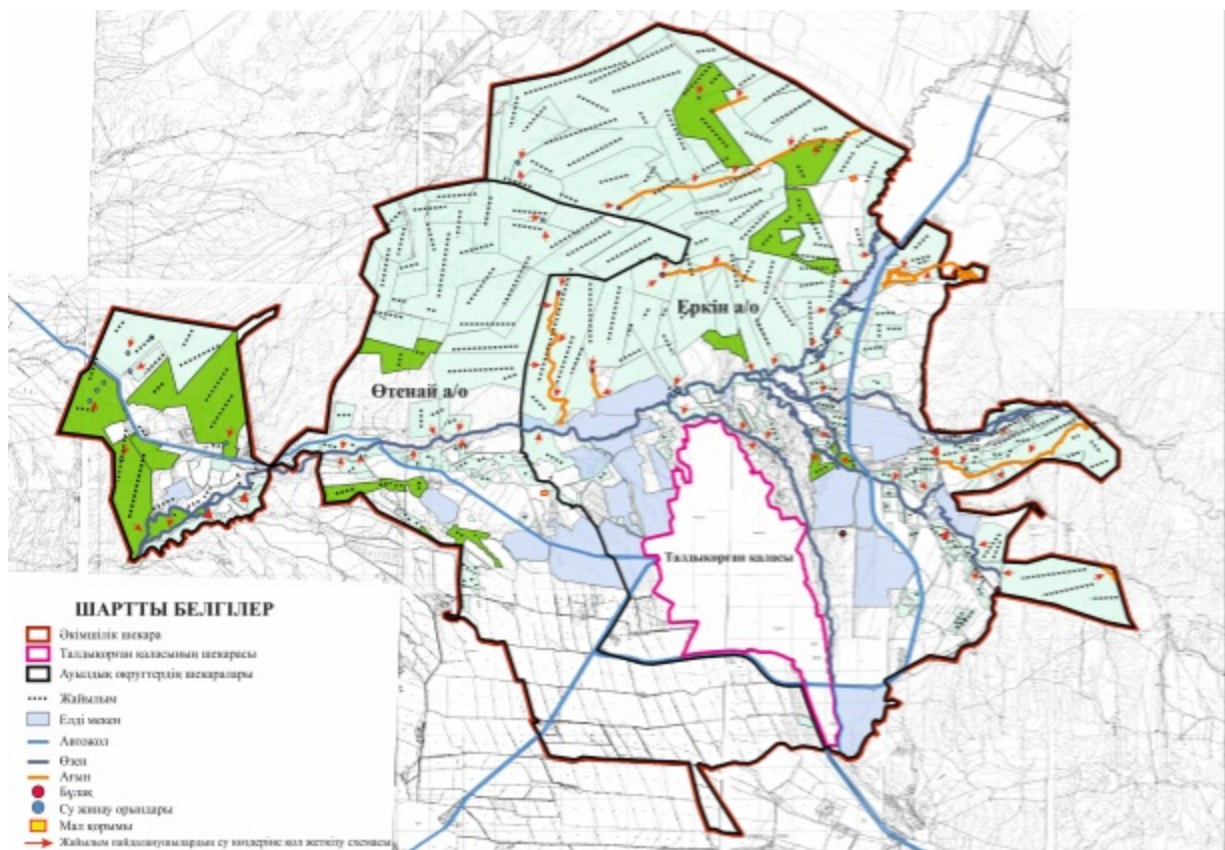 Еркін а/о
Өтенай а/о
Талдықорған қаласы
ШАРТТЫ БЕЛГІЛЕР
Әкімшілік шекара
Талдықорған қаласының шекарасы
Ауылдық округтердің шекаралары
Жайылым
Елді мекен
Автожол
Өзен
Ағын
Бұлақ
Су жинау орындары
Мал қорымы
Жайылым пайдаланушылардың су көздеріне қол жеткізу схемасы